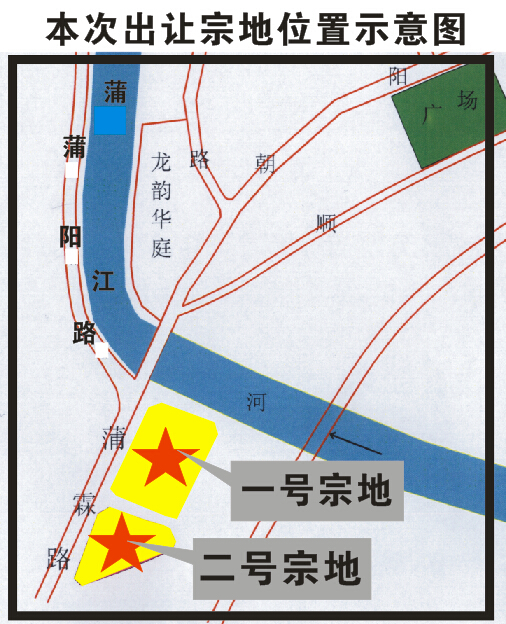 本次出让宗地位置示意图
阳
广场
蒲
蒲阳路
龙韵华庭
路
朝
顺
江
河
蒲霖路
一号宗地
二号宗地